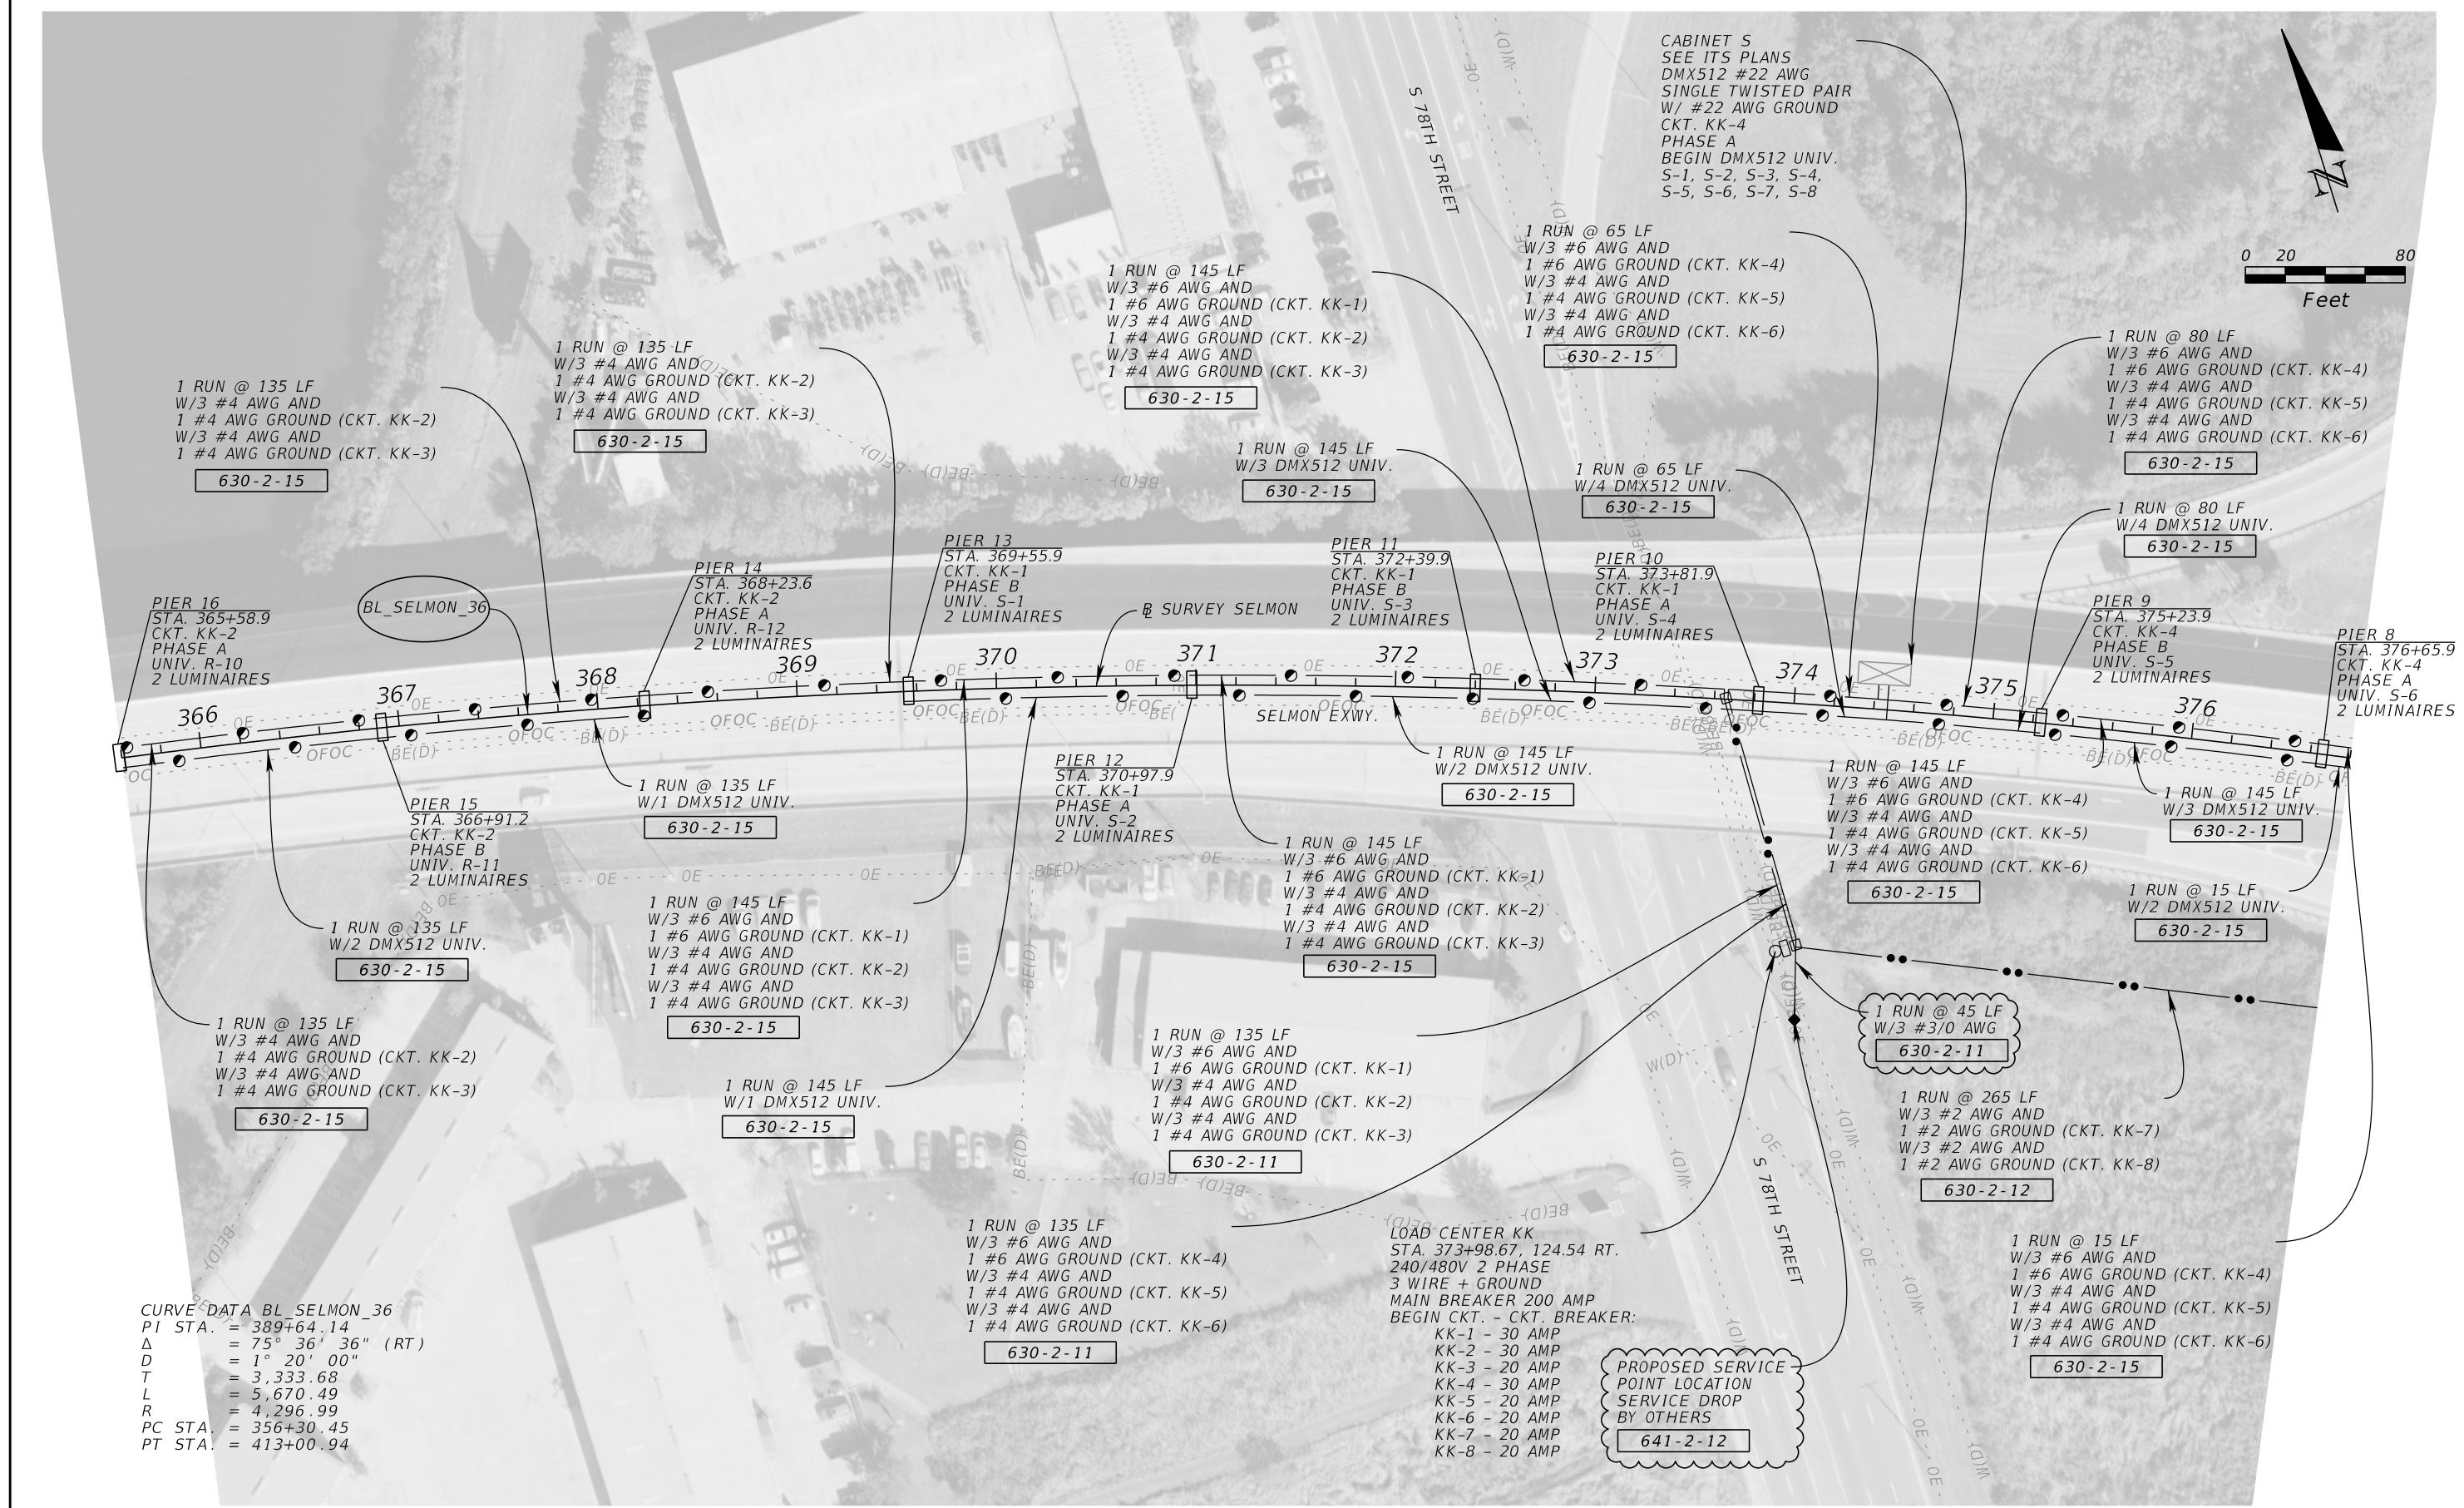 CABINET S
SEE ITS PLANS
DMX512 #22 AWG
SINGLE TWISTED PAIR
W/ #22 AWG GROUND
CKT. KK-4
PHASE A
BEGIN DMX512 UNIV.
S-1, S-2, S-3, S-4,
S-5, S-6, S-7, S-8
N
0 20 80
Feet
S 78TH STREET
1 RUN @ 135 LF
W/3 #4 AWG AND
1 #4 AWG GROUND (CKT. KK-2)
W/3 #4 AWG AND
1 #4 AWG GROUND (CKT. KK-3)
630-2-15
1 RUN @ 135 LF
W/3 #4 AWG AND
1 #4 AWG GROUND (CKT. KK-2)
W/3 #4 AWG AND
1 #4 AWG GROUND (CKT. KK-3)
630-2-15
1 RUN @ 145 LF
W/3 #6 AWG AND
1 #6 AWG GROUND (CKT. KK-1)
W/3 #4 AWG AND
1 #4 AWG GROUND (CKT. KK-2)
W/3 #4 AWG AND
1 #4 AWG GROUND (CKT. KK-3)
630-2-15
1 RUN @ 65 LF
W/3 #6 AWG AND
1 #6 AWG GROUND (CKT. KK-4)
W/3 #4 AWG AND
1 #4 AWG GROUND (CKT. KK-5)
W/3 #4 AWG AND
1 #4 AWG GROUND (CKT. KK-6)
630-2-15
1 RUN @ 80 LF
W/3 #6 AWG AND
1 #6 AWG GROUND (CKT. KK-4)
W/3 #4 AWG AND
1 #4 AWG GROUND (CKT. KK-5)
W/3 #4 AWG AND
1 #4 AWG GROUND (CKT. KK-6)
630-2-15
1 RUN @ 145 LF
W/3 DMX512 UNIV.
630-2-15
1 RUN @ 65 LF
W/4 DMX512 UNIV.
630-2-15
1 RUN @ 80 LF
W/4 DMX512 UNIV.
630-2-15
PIER 16
STA. 365+58.9
CKT. KK-2
PHASE A
UNIV. R-10
2 LUMINAIRES
BL_SELMON_36
PIER 14
STA. 368+23.6
CKT. KK-2
PHASE A
UNIV. R-12
2 LUMINAIRES
PIER 13
STA. 369+55.9
CKT. KK-1
PHASE B
UNIV. S-1
2 LUMINAIRES
BL SURVEY SELMON
PIER 11
STA. 372+39.9
CKT. KK-1
PHASE B
UNIV. S-3
2 LUMINAIRES
PIER 10
STA. 373+81.9
CKT. KK-1
PHASE A
UNIV. S-4
2 LUMINAIRES
PIER 9
STA. 375+23.9
CKT. KK-4
PHASE B
UNIV. S-5
2 LUMINAIRES
PIER 8
STA. 376+65.9
CKT. KK-4
PHASE A
UNIV. S-6
2 LUMINAIRES
366 367 368 369 370 371 372 373 374 375 376
SELMON EXWY.
PIER 15
STA. 366+91.2
CKT. KK-2
PHASE B
UNIV. R-11
2 LUMINAIRES
1 RUN @ 135 LF
W/1 DMX512 UNIV.
630-2-15
PIER 12
STA. 370+97.9
CKT. KK-1
PHASE A
UNIV. S-2
2 LUMINAIRES
1 RUN @ 145 LF
W/2 DMX512 UNIV.
630-2-15
1 RUN @ 145 LF
W/3 #6 AWG AND
1 #6 AWG GROUND (CKT. KK-4)
W/3 #4 AWG AND
1 #4 AWG GROUND (CKT. KK-5)
W/3 #4 AWG AND
1 #4 AWG GROUND (CKT. KK-6)
630-2-15
1 RUN @ 145 LF
W/3 DMX512 UNIV.
630-2-15
1 RUN @ 15 LF
W/2 DMX512 UNIV.
630-2-15
1 RUN @ 135 LF
W/2 DMX512 UNIV.
630-2-15
1 RUN @ 145 LF
W/3 #6 AWG AND
1 #6 AWG GROUND (CKT. KK-1)
W/3 #4 AWG AND
1 #4 AWG GROUND (CKT. KK-2)
W/3 #4 AWG AND
1 #4 AWG GROUND (CKT. KK-3)
630-2-15
1 RUN @ 145 LF
W/3 #6 AWG AND
1 #6 AWG GROUND (CKT. KK-1)
W/3 #4 AWG AND
1 #4 AWG GROUND (CKT. KK-2)
W/3 #4 AWG AND
1 #4 AWG GROUND (CKT. KK-3)
630-2-15
1 RUN @ 135 LF
W/3 #4 AWG AND
1 #4 AWG GROUND (CKT. KK-2)
W/3 #4 AWG AND
1 #4 AWG GROUND (CKT. KK-3)
630-2-15
1 RUN @ 145 LF
W/1 DMX512 UNIV.
630-2-15
1 RUN @ 135 LF
W/3 #6 AWG AND
1 #6 AWG GROUND (CKT. KK-1)
W/3 #4 AWG AND
1 #4 AWG GROUND (CKT. KK-2)
W/3 #4 AWG AND
1 #4 AWG GROUND (CKT. KK-3)
630-2-11
1 RUN @ 45 LF
W/3 #3/0 AWG
630-2-11
1 RUN @ 265 LF
W/3 #2 AWG AND
1 #2 AWG GROUND (CKT. KK-7)
W/3 #2 AWG AND
1 #2 AWG GROUND (CKT. KK-8)
630-2-12
S 78TH STREET
1 RUN @ 135 LF
W/3 #6 AWG AND
1 #6 AWG GROUND (CKT. KK-4)
W/3 #4 AWG AND
1 #4 AWG GROUND (CKT. KK-5)
W/3 #4 AWG AND
1 #4 AWG GROUND (CKT. KK-6)
630-2-11
LOAD CENTER KK
STA. 373+98.67, 124.54 RT.
240/480V 2 PHASE
3 WIRE + GROUND
MAIN BREAKER 200 AMP
BEGIN CKT. - CKT. BREAKER:
KK-1 - 30 AMP
KK-2 - 30 AMP
KK-3 - 20 AMP
KK-4 - 30 AMP
KK-5 - 20 AMP
KK-6 - 20 AMP
KK-7 - 20 AMP
KK-8 - 20 AMP
PROPOSED SERVICE
POINT LOCATION
SERVICE DROP
BY OTHERS
641-2-12
1 RUN @ 15 LF
W/3 #6 AWG AND
1 #6 AWG GROUND (CKT. KK-4)
W/3 #4 AWG AND
1 #4 AWG GROUND (CKT. KK-5)
W/3 #4 AWG AND
1 #4 AWG GROUND (CKT. KK-6)
630-2-15
CURVE DATA BL_SELMON_36
PI STA. = 389+64.14
Δ = 75° 36' 36" (RT)
D = 1° 20' 00"
T = 3,333.68
L = 5,670.49
R = 4,296.99
PC STA. = 356+30.45
PT STA. = 413+00.94